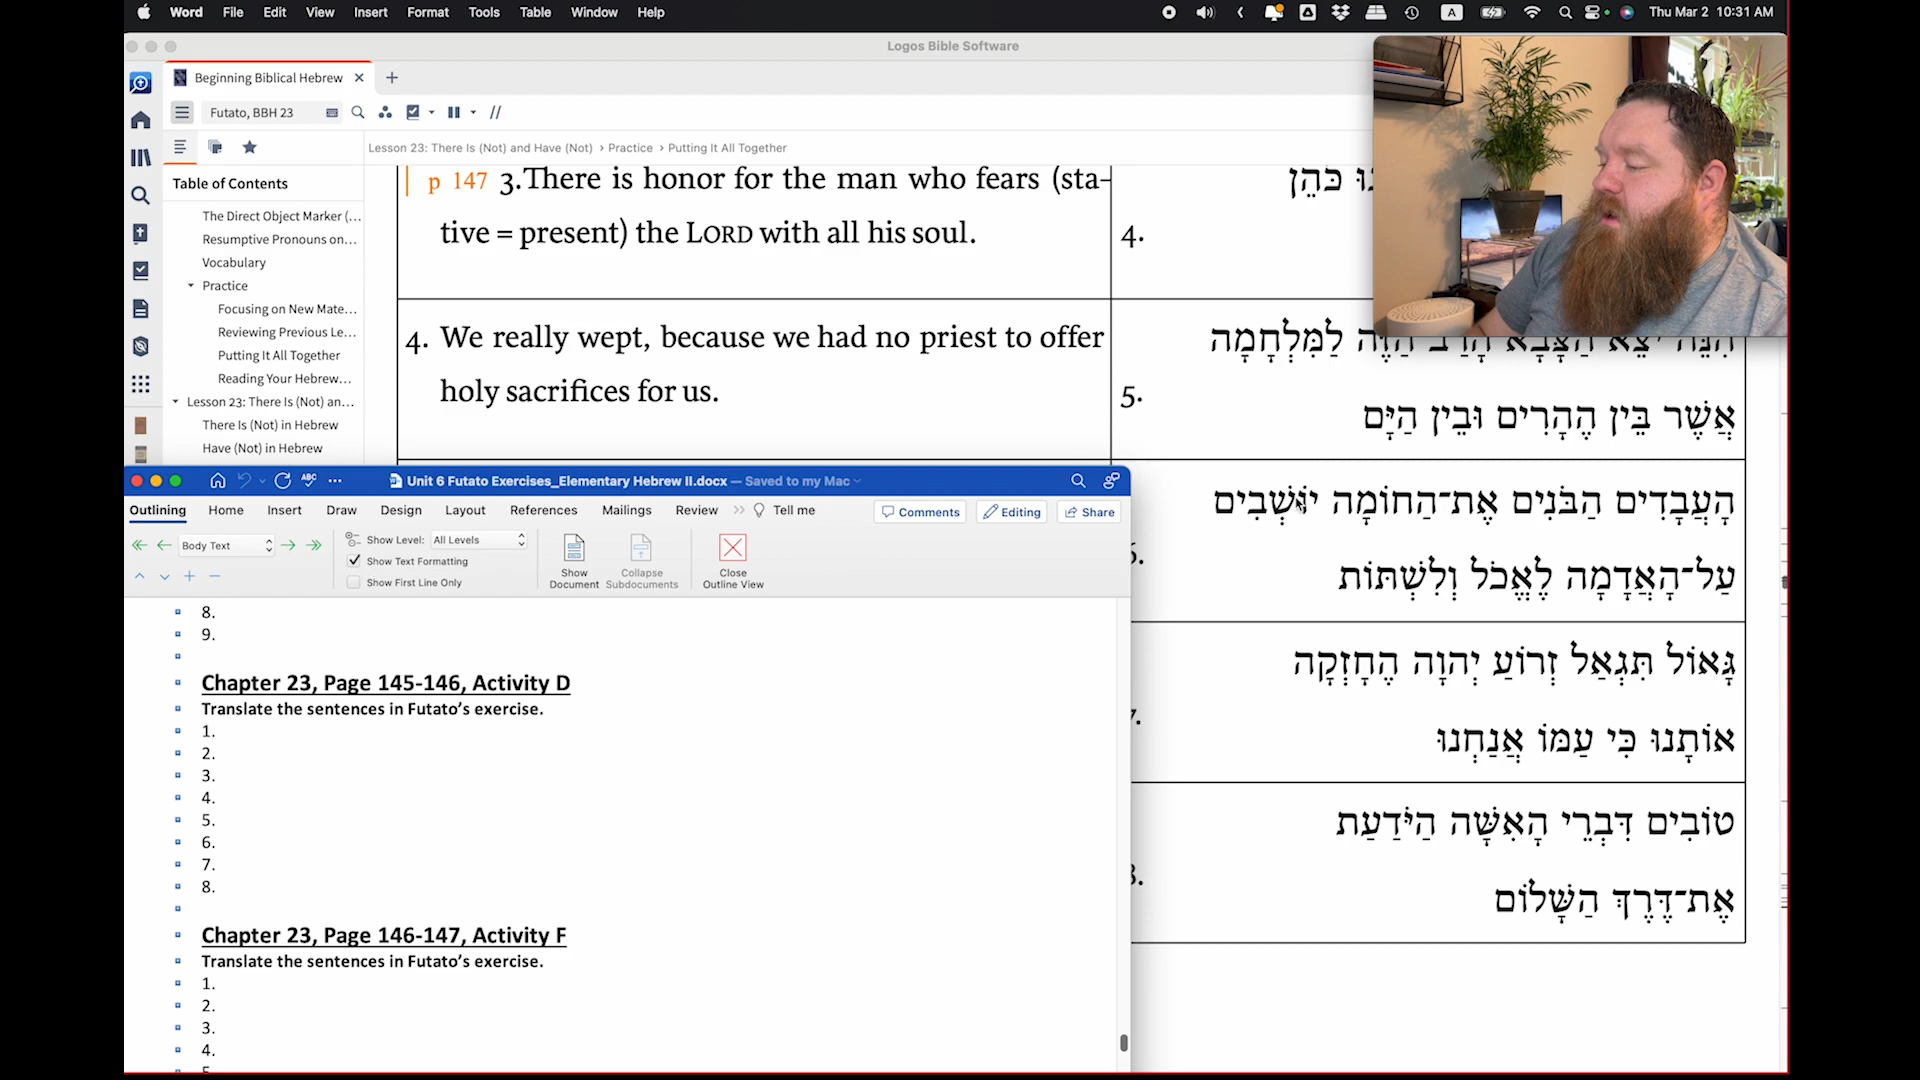 Word File Edit View Insert Format Tools Table Window Help
A
Thu Mar 2 10:31 AM
Logos Bible Software
Beginning Biblical Hebrew
Futato, BBH 23
Lesson 23: There Is (Not) and Have (Not) › Practice › Putting It All Together
Table of Contents
The Direct Object Marker (...
Resumptive Pronouns on...
Vocabulary
Practice
Focusing on New Mate...
Reviewing Previous Le...
Putting It All Together
Reading Your Hebrew...
Lesson 23: There Is (Not) an...
There Is (Not) in Hebrew
Have (Not) in Hebrew
p 147 3.There is honor for the man who fears (sta-
tive = present) the LORD with all his soul.
4. We really wept, because we had no priest to offer
holy sacrifices for us.
כֹּהֵן
4.
לַמִּלְחָמָה
5.
אֲשֶׁר בֵּין הֶהָרִים וּבֵין הַיָּם
הָעֲבָדִים הַבֹּנִים אֶת־הַחוֹמָה יוֹשְׁבִים
עַל־הָאֲדָמָה לֶאֱכֹל וְלִשְׁתּוֹת
גָּאוֹל תִּגְאַל זְרוֹעַ יְהוָה הֶחָזְקָה
אוֹתָנוּ כִּי עַמּוֹ אֲנַחְנוּ
טוֹבִים דִּבְרֵי הָאִשָּׁה הַיֹּדַעַת
אֶת־דֶּרֶךְ הַשָּׁלוֹם
ABC
Unit 6 Futato Exercises_Elementary Hebrew II.docx — Saved to my Mac
Outlining Home Insert Draw Design Layout References Mailings Review Tell me
Comments Editing Share
Body Text
Show Level: All Levels
Show Text Formatting
Show First Line Only
Show Document
Collapse Subdocuments
Close Outline View
8.
9.
Chapter 23, Page 145-146, Activity D
Translate the sentences in Futato’s exercise.
1.
2.
3.
4.
5.
6.
7.
8.
Chapter 23, Page 146-147, Activity F
Translate the sentences in Futato’s exercise.
1.
2.
3.
4.